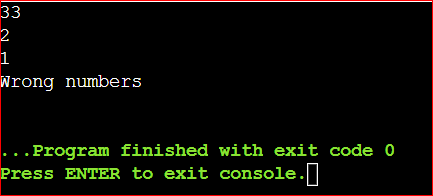 33
2
1
Wrong numbers
...Program finished with exit code 0
Press ENTER to exit console.